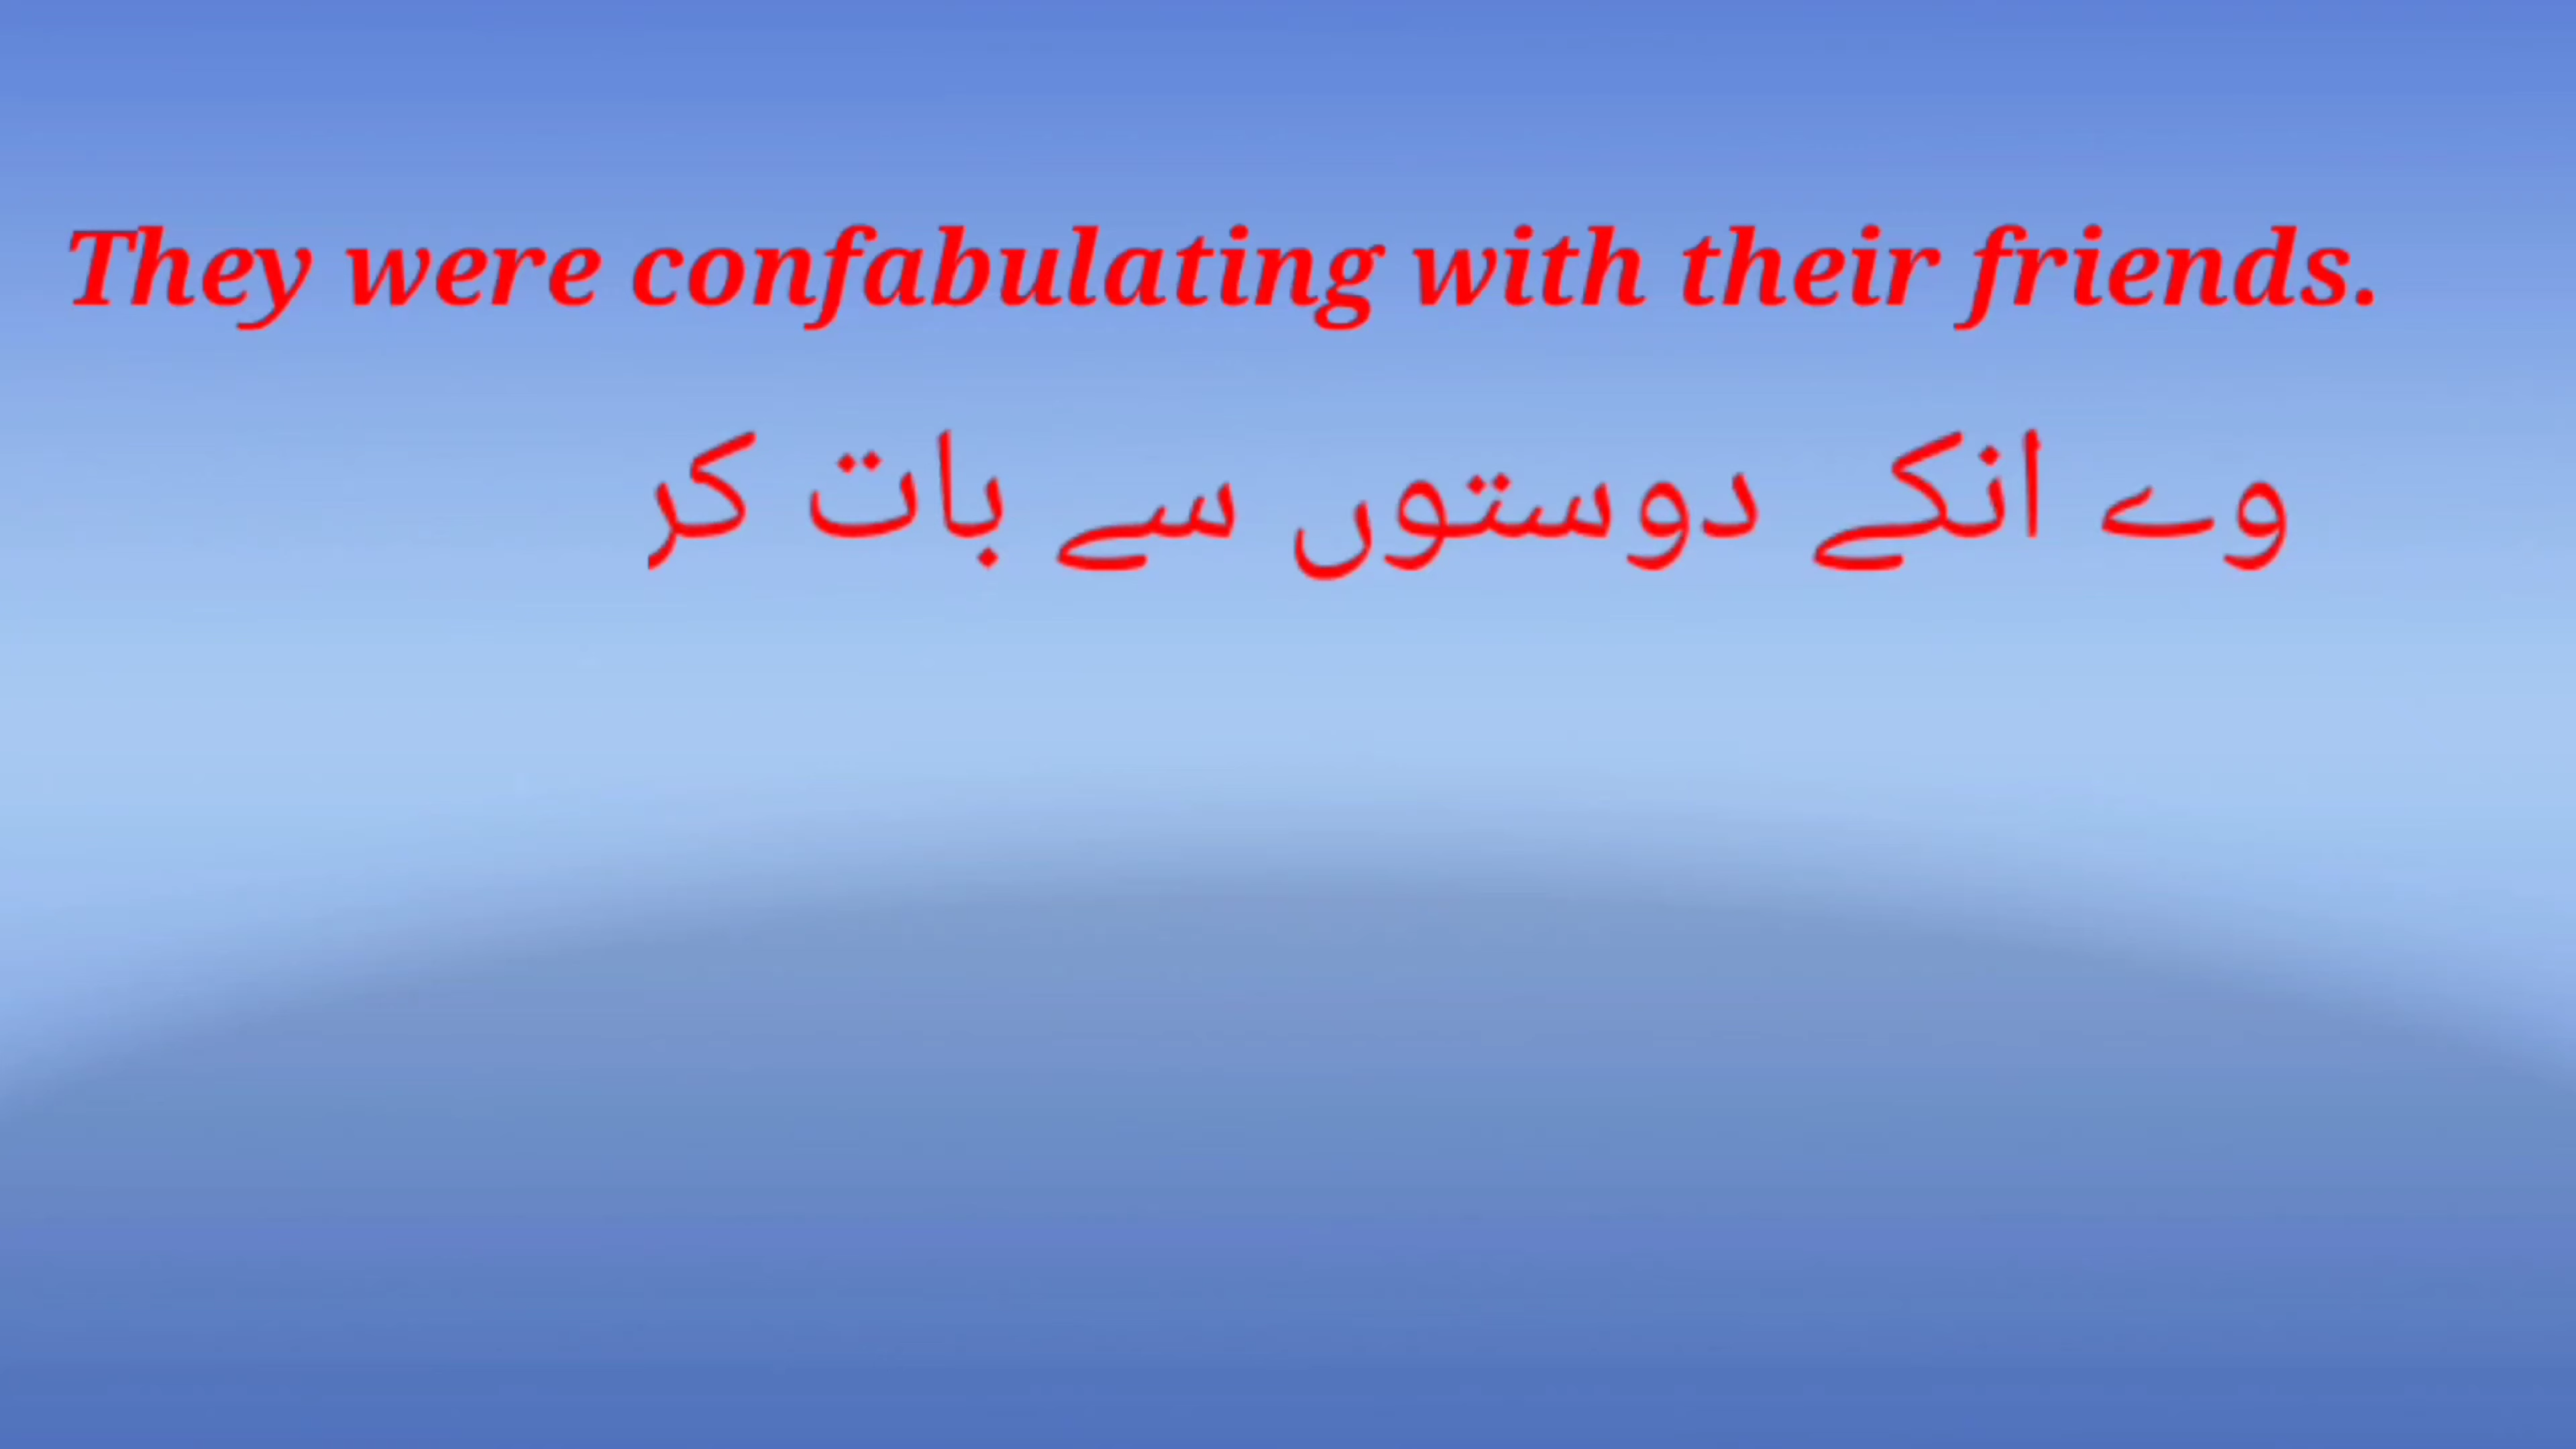 They were confabulating with their friends.
وے انکے دوستوں سے بات کر